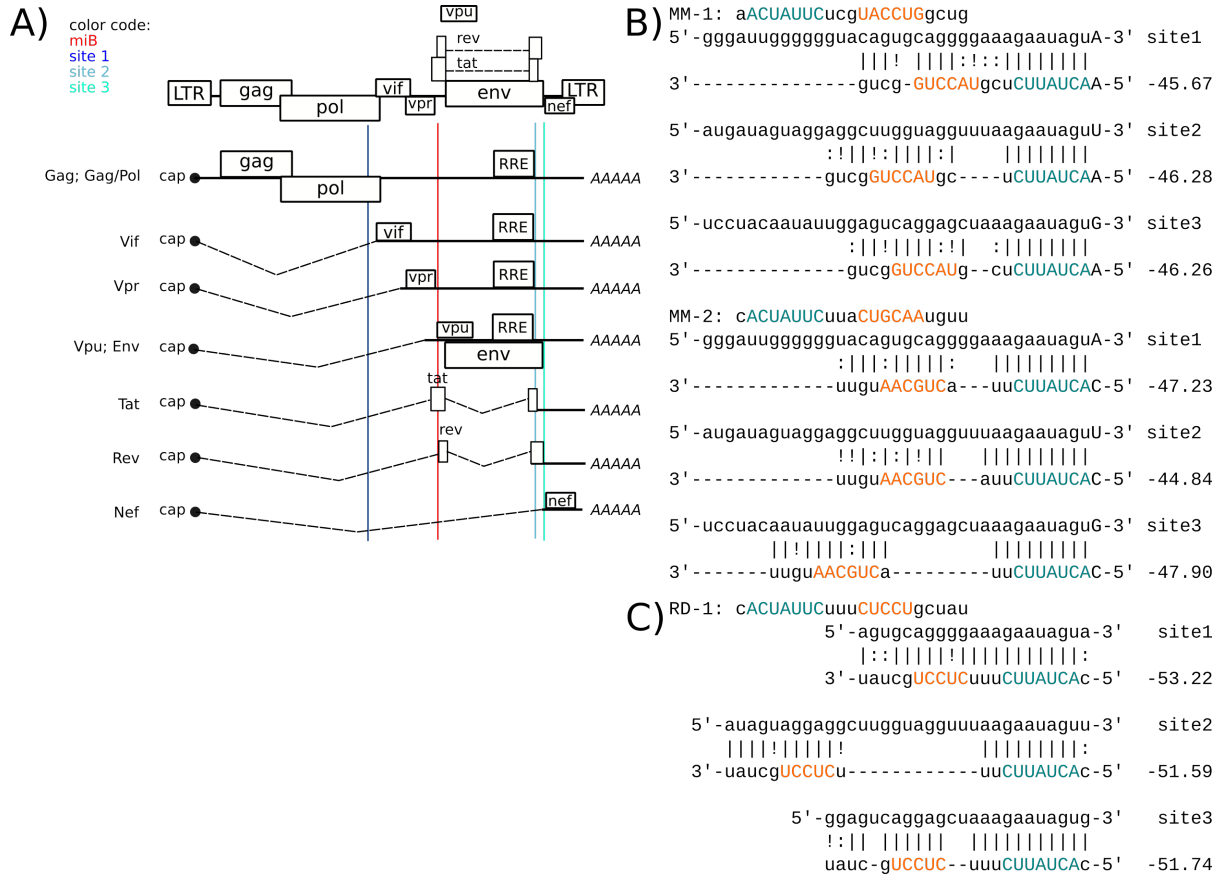 A)
color code:
miB
site 1
site 2
site 3
vpu
rev
tat
LTR
gag
pol
vif
vpr
env
nef
LTR
Gag; Gag/Pol cap gag pol RRE AAAAA
Vif cap vif RRE AAAAA
Vpr cap vpr RRE AAAAA
Vpu; Env cap vpu RRE env AAAAA
Tat cap tat AAAAA
Rev cap rev AAAAA
Nef cap nef AAAAA
B)
MM-1: aACUAUUCucgUACCUGgcug
5'-gggauuggggggguacagugcaggggaaagaauaguA-3' site1
|||! ||||:!::||||||||
3'---------------gucg-GUCCAUgcuCUUAUCAA-5' -45.67
5'-augauaguaggaggcuugguagguuuaagaauaguU-3' site2
:!||!:||||:| ||||||||
3'------------gucgGUCCAUgc----uCUUAUCAA-5' -46.28
5'-uccuacaauauuggagucaggagcuaaagaauaguG-3' site3
:||!||||:!| :||||||||
3'--------------gucgGUCCAUg--cuCUUAUCAA-5' -46.26
MM-2: cACUAUUCuuaCUGCAAuguu
5'-gggauuggggggguacagugcaggggaaagaauaguA-3' site1
:||:|||||: ||||||||||
3'-------------uuguAACGUCa---uuCUUAUCAC-5' -47.23
5'-augauaguaggaggcuugguagguuuaagaauaguU-3' site2
!!|:|:|!|| ||||||||||
3'-------------uuguAACGUC---auuCUUAUCAC-5' -44.84
5'-uccuacaauauuggagucaggagcuaaagaauaguG-3' site3
||!||||:||| |||||||||
3'-------uuguAACGUCa---------uuCUUAUCAC-5' -47.90
C)
RD-1: cACUAUUCuuuCUCCUgcuau
5'-agugcaggggaaagaauagua-3' site1
|::|||||!|||||||||||:
3'-uaucgUCCUCuuuCUUAUCAc-5' -53.22
5'-auaguaggaggcuugguagguuuaagaauaguu-3' site2
||||!|||||! |||||||||:
3'-uaucgUCCUCu------------uuCUUAUCAc-5' -51.59
5'-ggagucaggagcuaaagaauagug-3' site3
!:|| |||||| |||||||||||
uauc-gUCCUC--uuuCUUAUCAc-5' -51.74